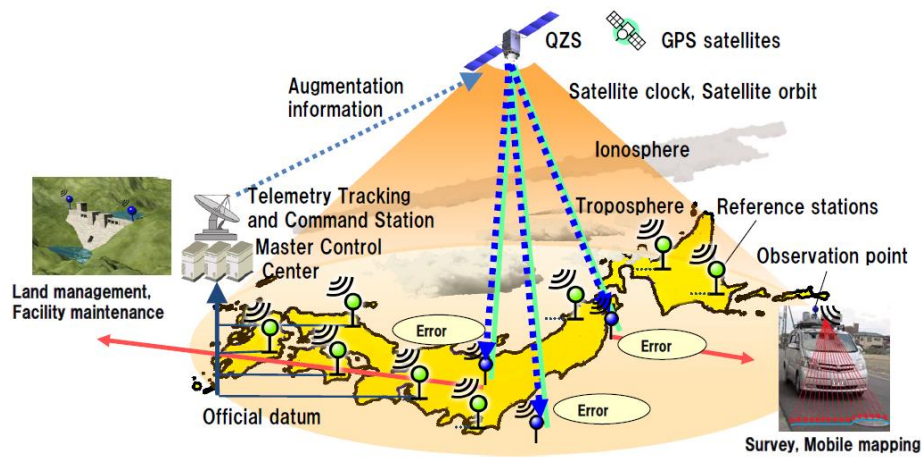 QZS
GPS satellites
Augmentation
information
Satellite clock, Satellite orbit
Ionosphere
Telemetry Tracking
and Command Station
Master Control
Center
Troposphere
Reference stations
Observation point
Land management,
Facility maintenance
Error
Error
Error
Official datum
Survey, Mobile mapping